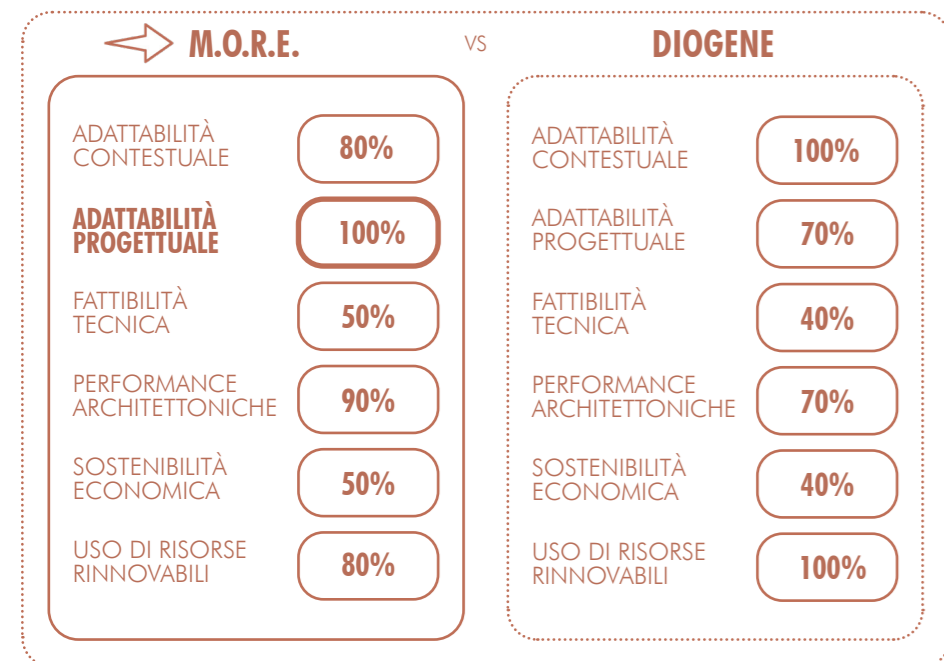 M.O.R.E.
VS
DIOGENE
ADATTABILITÀ
CONTESTUALE
80%
ADATTABILITÀ
PROGETTUALE
100%
FATTIBILITÀ
TECNICA
50%
PERFORMANCE
ARCHITETTONICHE
90%
SOSTENIBILITÀ
ECONOMICA
50%
USO DI RISORSE
RINNOVABILI
80%
ADATTABILITÀ
CONTESTUALE
100%
ADATTABILITÀ
PROGETTUALE
70%
FATTIBILITÀ
TECNICA
40%
PERFORMANCE
ARCHITETTONICHE
70%
SOSTENIBILITÀ
ECONOMICA
40%
USO DI RISORSE
RINNOVABILI
100%